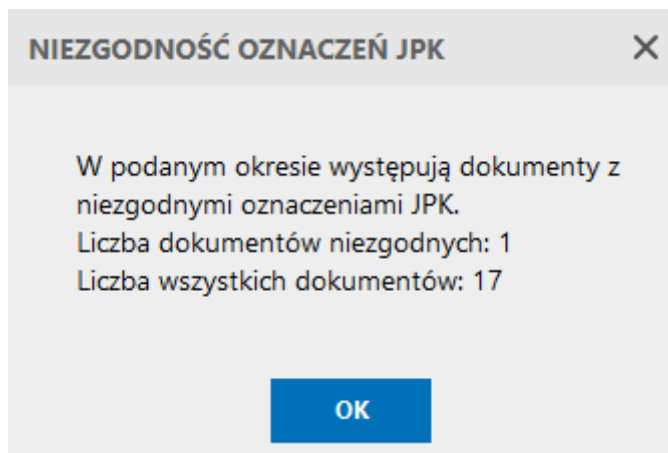 NIEZGODNOŚĆ OZNACZEŃ JPK
W podanym okresie występują dokumenty z
niezgodnymi oznaczeniami JPK.
Liczba dokumentów niezgodnych: 1
Liczba wszystkich dokumentów: 17
OK